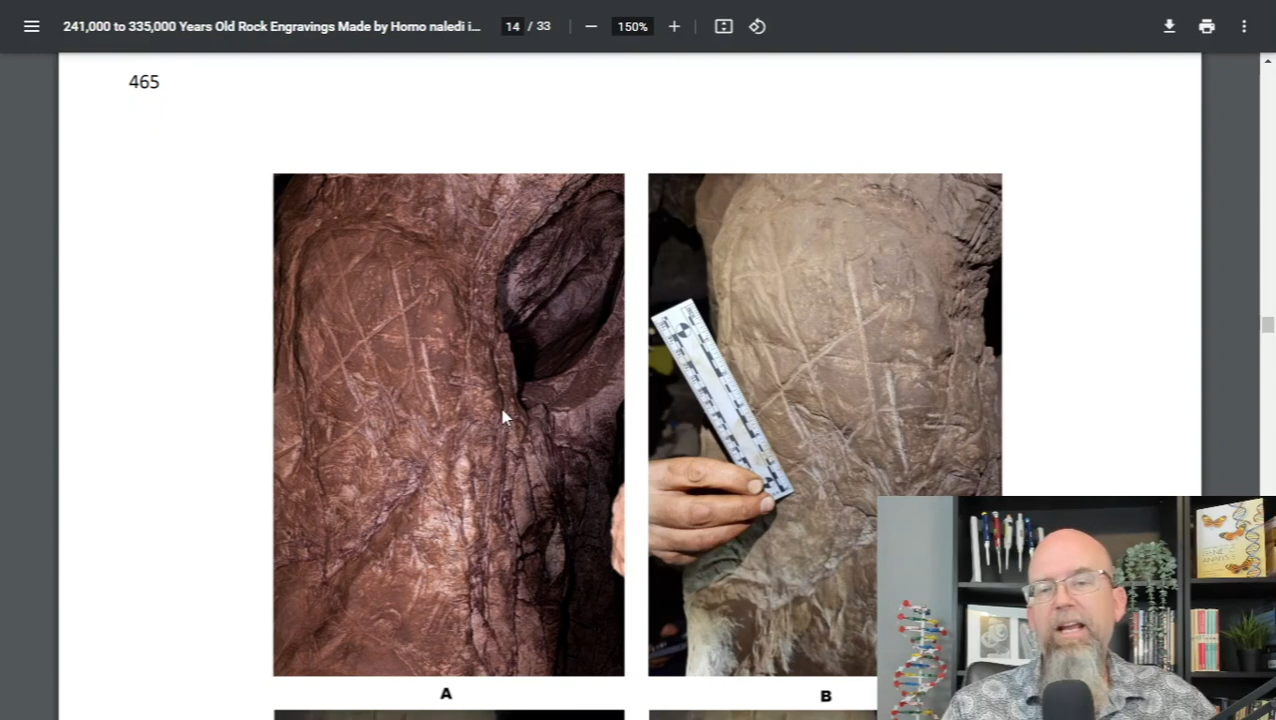 241,000 to 335,000 Years Old Rock Engravings Made by Homo naledi i...
14 / 33
150%
465
A
B